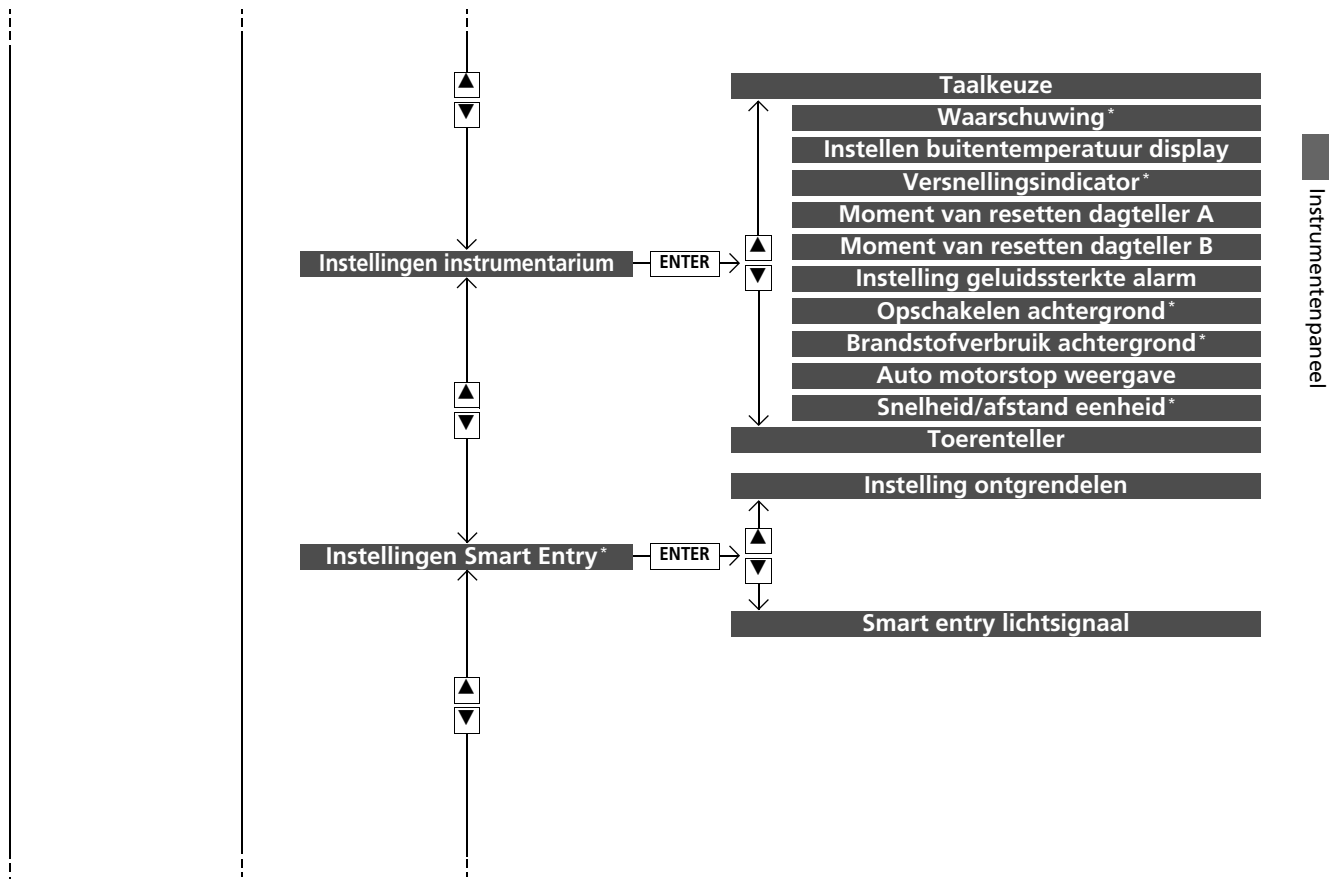 Taalkeuze
Waarschuwing*
Instellen buitentemperatuur display
Versnellingsindicator*
Moment van resetten dagteller A
Moment van resetten dagteller B
Instelling geluidssterkte alarm
Opschakelen achtergrond*
Brandstofverbruik achtergrond*
Auto motorstop weergave
Snelheid/afstand eenheid*
Toerenteller
Instellingen instrumentarium
ENTER
Instelling ontgrendelen
Instellingen Smart Entry*
ENTER
Smart entry lichtsignaal
Instrumentenpaneel